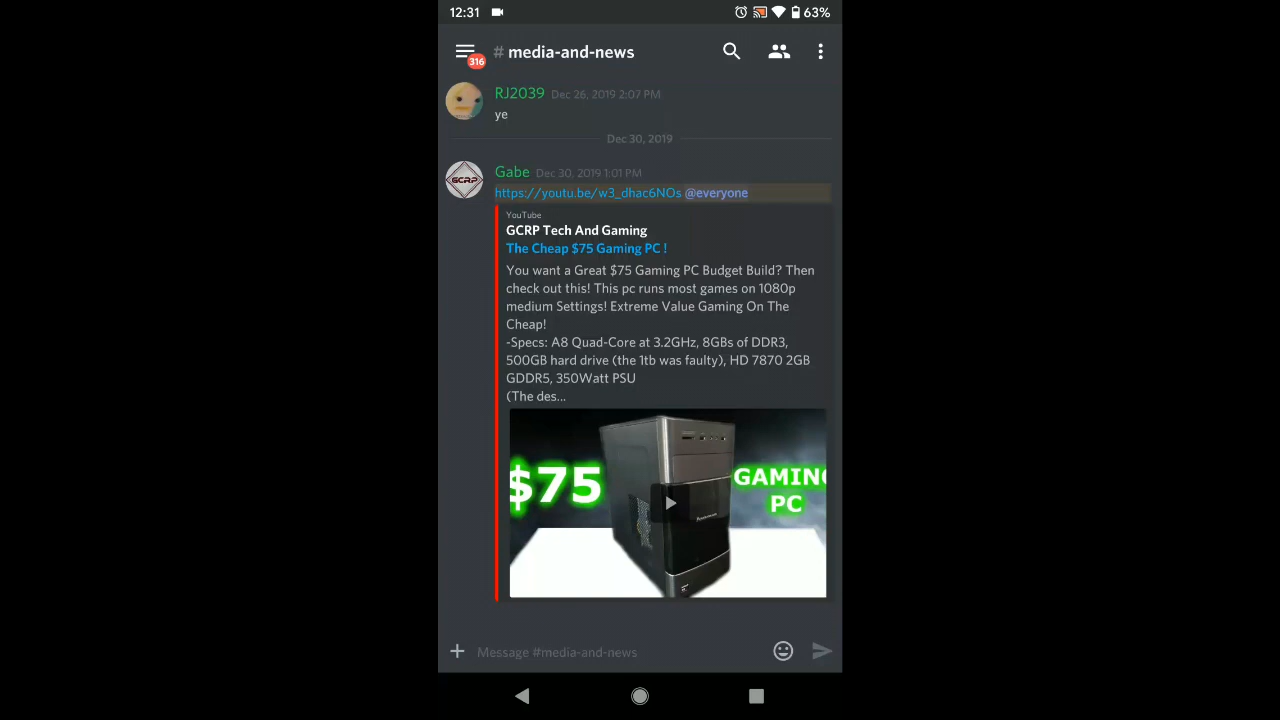 12:31 63%
316 # media-and-news
RJ2039 Dec 26, 2019 2:07 PM
ye
Dec 30, 2019
Gabe Dec 30, 2019 1:01 PM
GCRP
https://youtu.be/w3_dhac6NOs @everyone
YouTube
GCRP Tech And Gaming
The Cheap $75 Gaming PC !
You want a Great $75 Gaming PC Budget Build? Then
check out this! This pc runs most games on 1080p
medium Settings! Extreme Value Gaming On The
Cheap!
-Specs: A8 Quad-Core at 3.2GHz, 8GBs of DDR3,
500GB hard drive (the 1tb was faulty), HD 7870 2GB
GDDR5, 350Watt PSU
(The des...
$75 GAMING
PC
Message #media-and-news